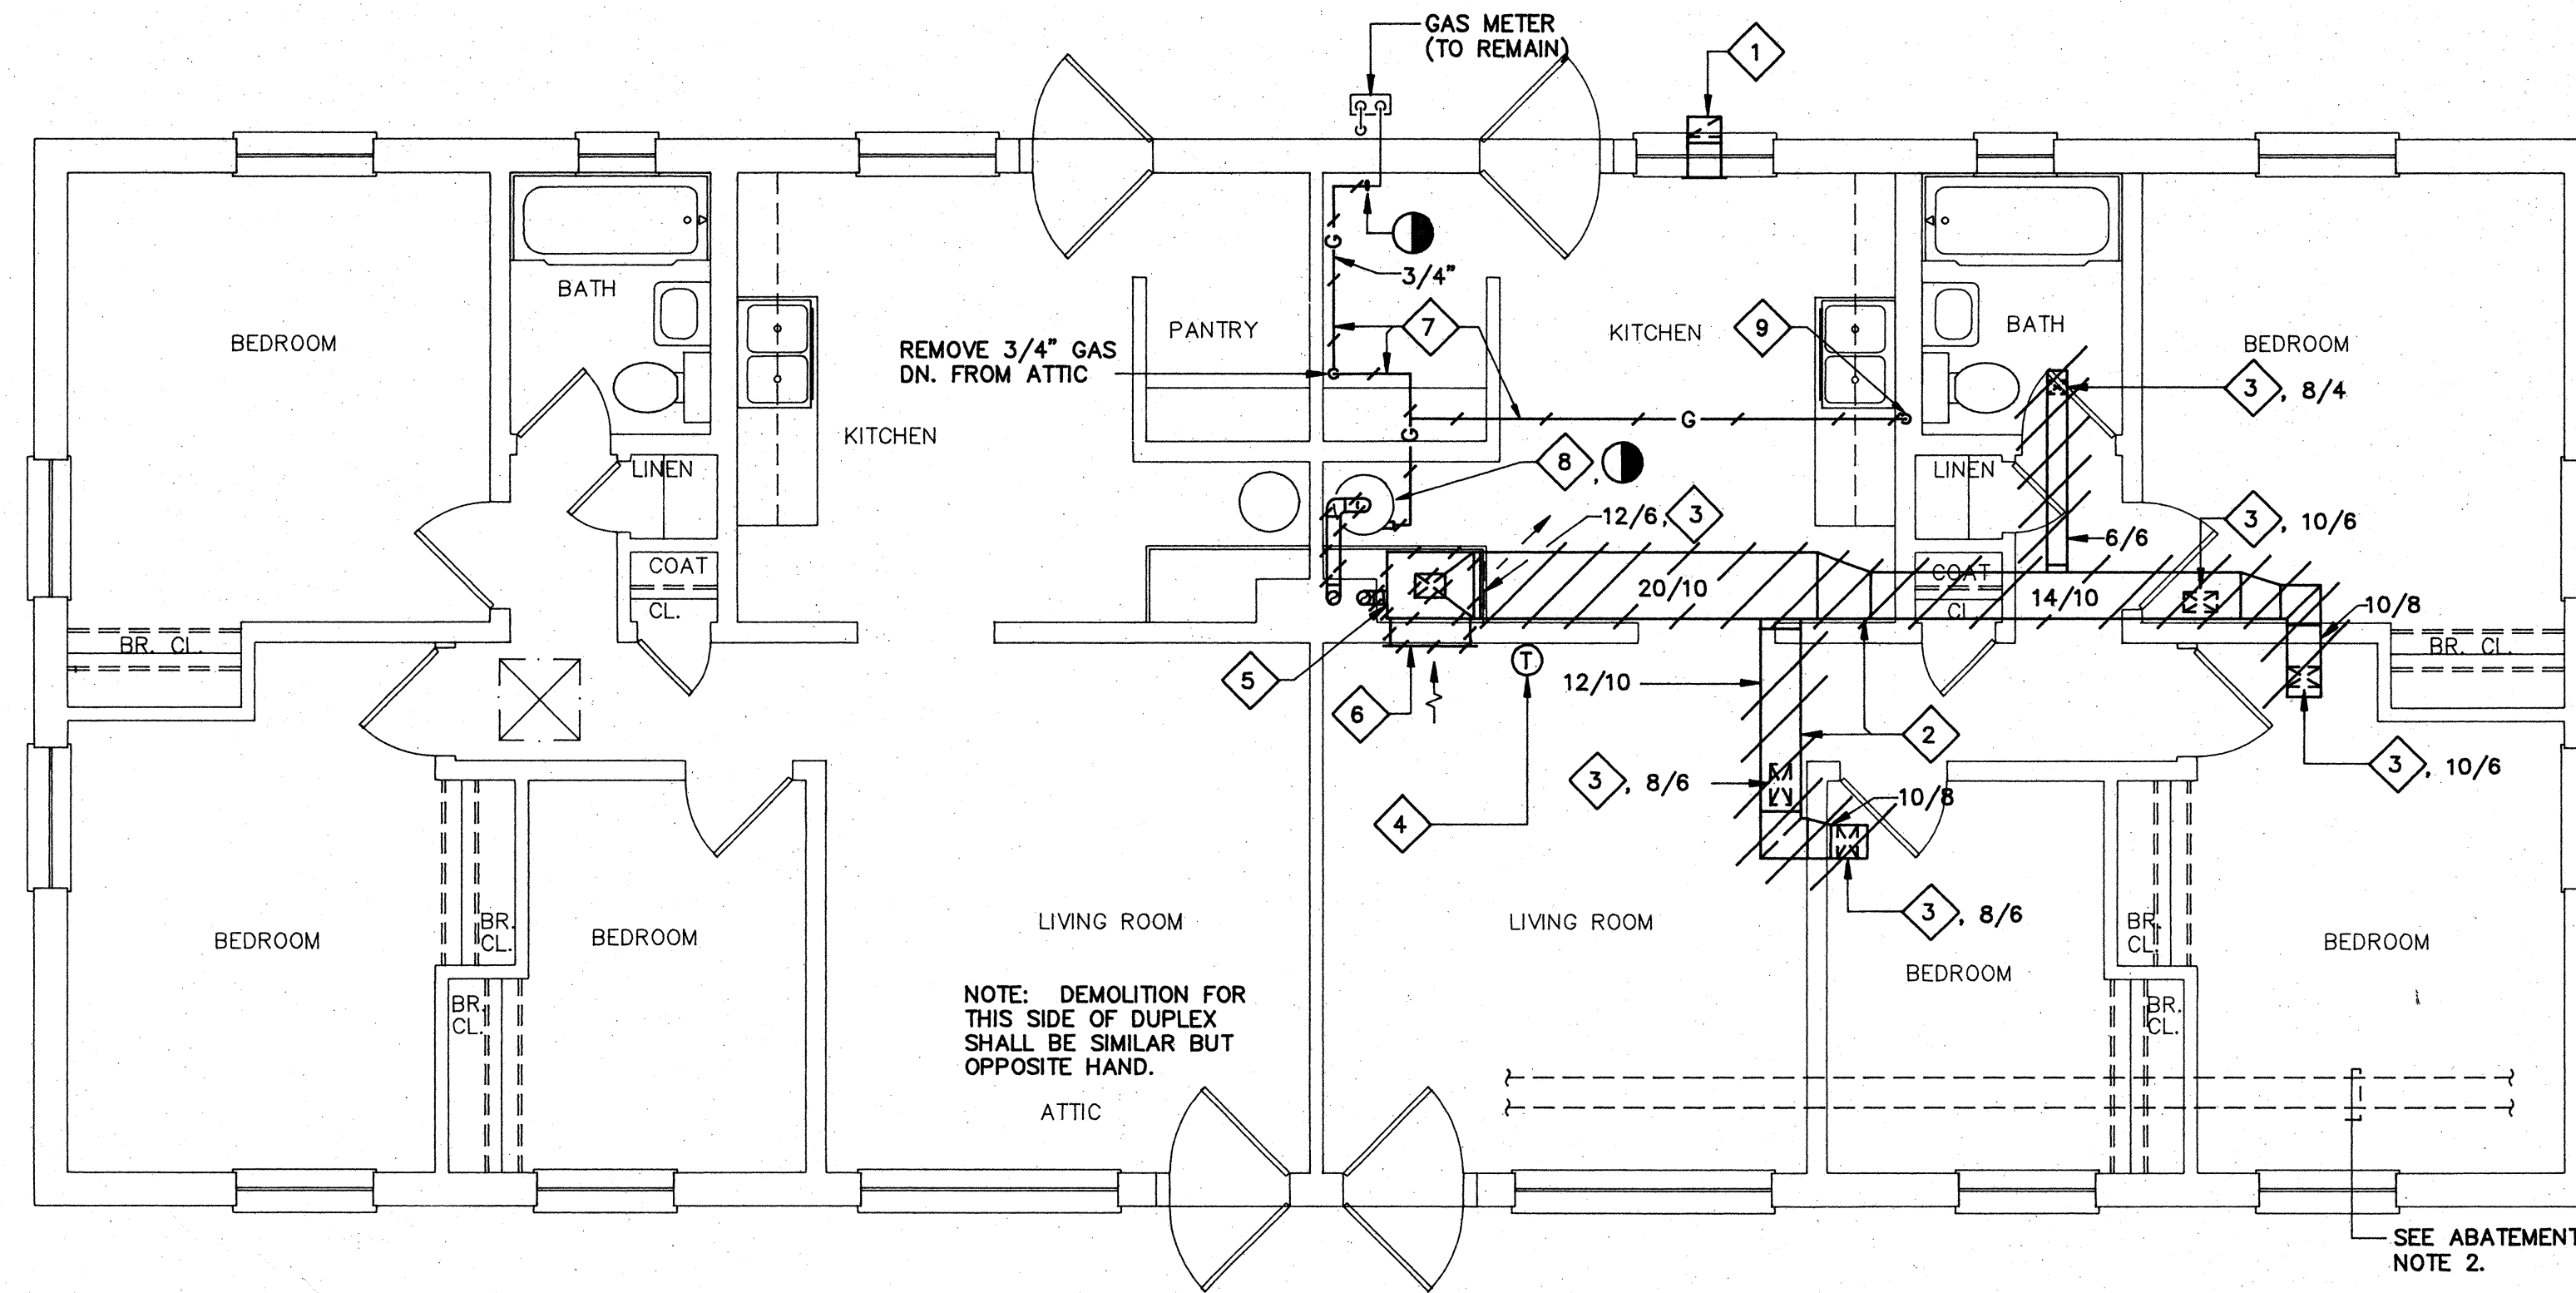 GAS METER
(TO REMAIN)
1
G
3/4"
7
BATH
BEDROOM
PANTRY
KITCHEN
9
BATH
BEDROOM
REMOVE 3/4" GAS
DN. FROM ATTIC
3, 8/4
G
G
KITCHEN
LINEN
8,
LINEN
12/6, 3
3, 10/6
6/6
COAT
CL.
20/10
COAT
CL.
14/10
10/8
BR. CL.
BR. CL.
T
5
12/10
6
2
3, 8/6
3, 10/6
10/8
4
BR.
CL.
3, 8/6
BR.
CL.
BEDROOM
BEDROOM
LIVING ROOM
LIVING ROOM
BEDROOM
BEDROOM
NOTE: DEMOLITION FOR
THIS SIDE OF DUPLEX
SHALL BE SIMILAR BUT
OPPOSITE HAND.
BR.
CL.
BR.
CL.
ATTIC
SEE ABATEMENT
NOTE 2.